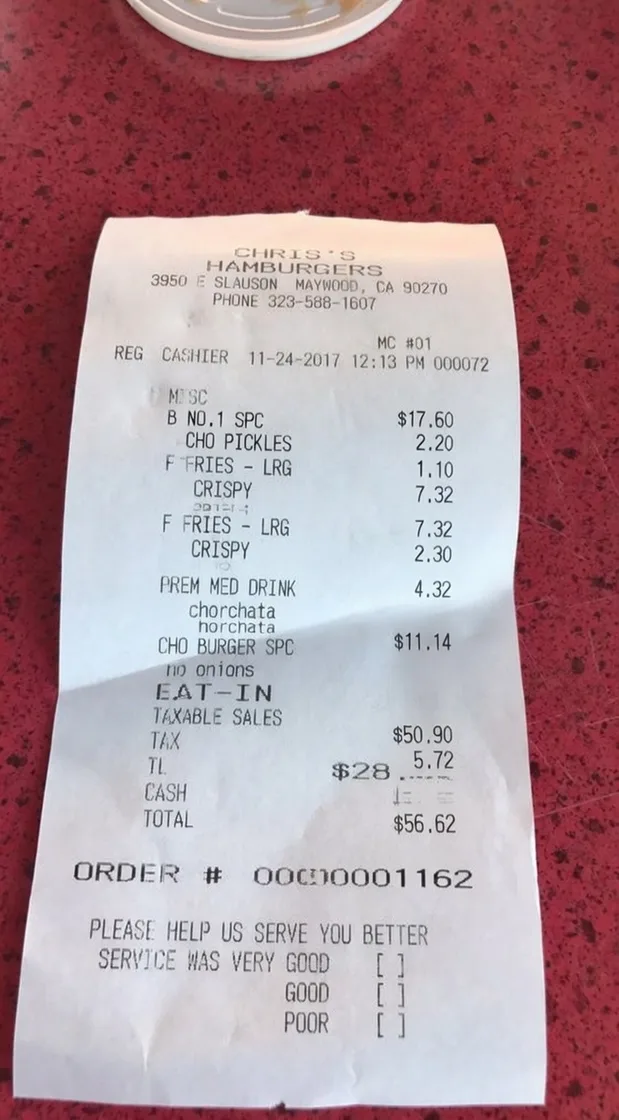 CHRIS'S
HAMBURGERS
3950 E SLAUSON MAYWOOD, CA 90270
PHONE 323-588-1607
MC #01
REG CASHIER 11-24-2017 12:13 PM 000072
MISC
B NO.1 SPC $17.60
CHO PICKLES 2.20
F FRIES - LRG 1.10
CRISPY 7.32
F FRIES - LRG 7.32
CRISPY 2.30
PREM MED DRINK 4.32
chorchata
horchata
CHO BURGER SPC $11.14
no onions
EAT-IN
TAXABLE SALES
TAX $50.90
TL $28 5.72
CASH
TOTAL $56.62
ORDER # 1162
PLEASE HELP US SERVE YOU BETTER
SERVICE WAS VERY GOOD [ ]
GOOD [ ]
POOR [ ]